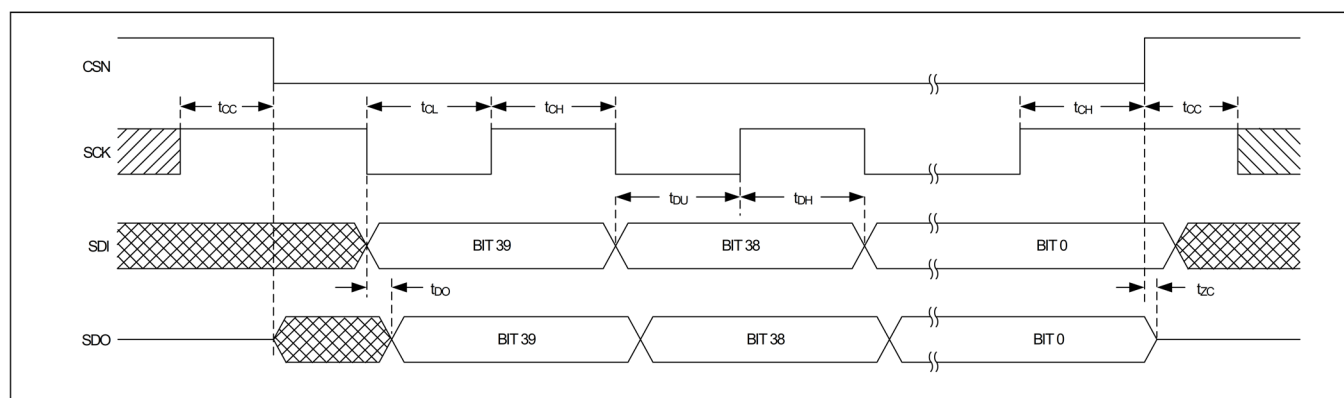 CSN
tCC tCL tCH tCH tCC
SCK
tDU tDH
SDI BIT 39 BIT 38 BIT 0
tDO tZC
SDO BIT 39 BIT 38 BIT 0